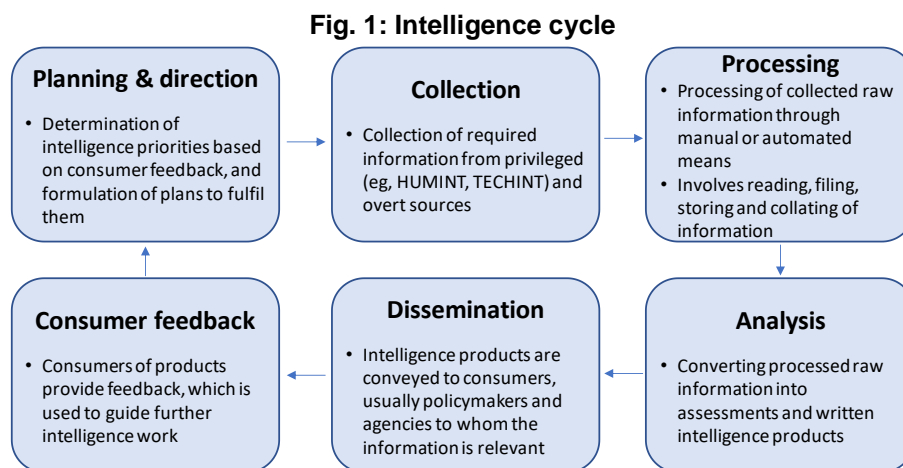 Fig. 1: Intelligence cycle
Planning & direction
• Determination of
intelligence priorities based
on consumer feedback, and
formulation of plans to fulfil
them
Collection
• Collection of required
information from privileged
(eg, HUMINT, TECHINT) and
overt sources
Processing
• Processing of collected raw
information through
manual or automated
means
• Involves reading, filing,
storing and collating of
information
Analysis
• Converting processed raw
information into
assessments and written
intelligence products
Dissemination
• Intelligence products are
conveyed to consumers,
usually policymakers and
agencies to whom the
information is relevant
Consumer feedback
• Consumers of products
provide feedback, which is
used to guide further
intelligence work